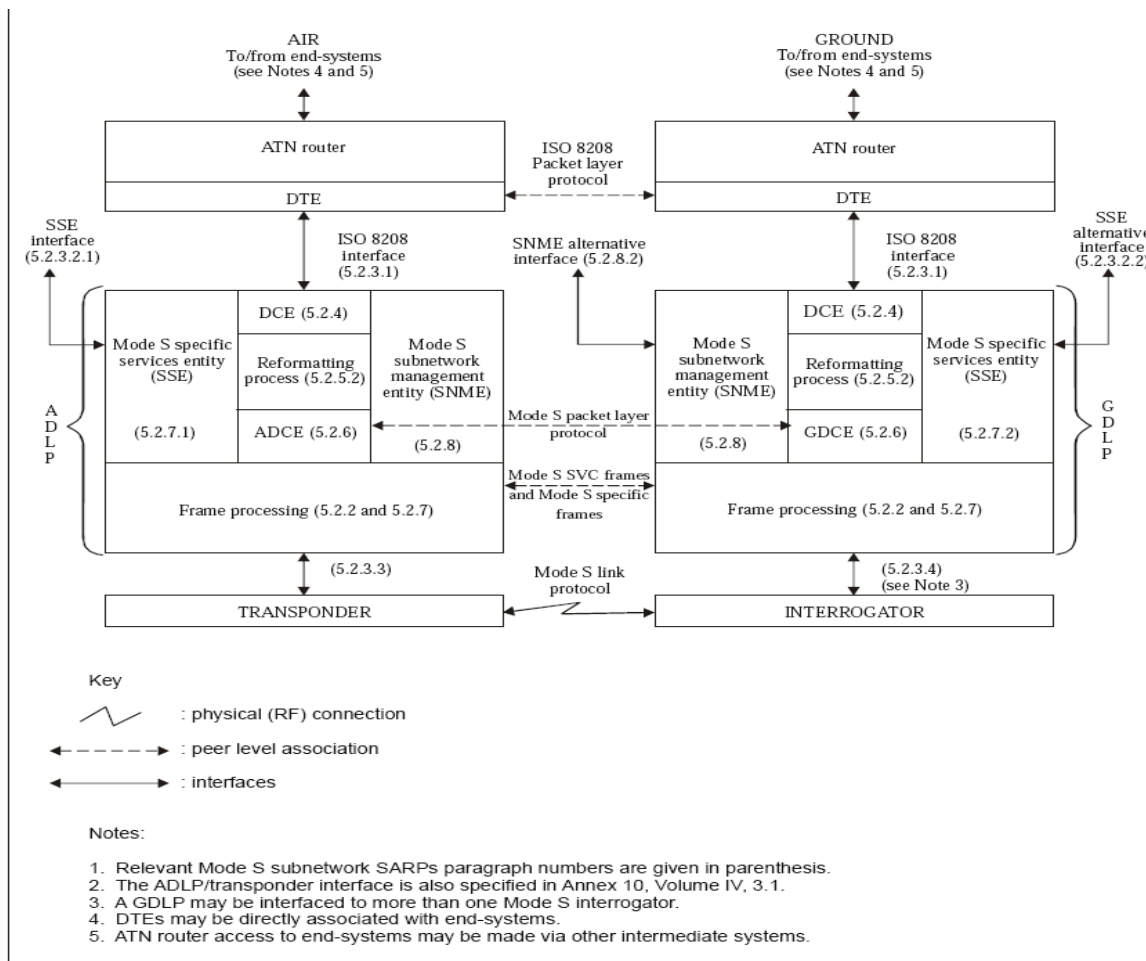 AIR
To/from end-systems
(see Notes 4 and 5)
GROUND
To/from end-systems
(see Notes 4 and 5)
ATN router
DTE
ISO 8208
Packet layer
protocol
ATN router
DTE
SSE
interface
(5.2.3.2.1)
ISO 8208
interface
(5.2.3.1)
SNME alternative
interface (5.2.8.2)
ISO 8208
interface
(5.2.3.1)
SSE
alternative
interface
(5.2.3.2.2)
ADLP
Mode S specific
services entity
(SSE)
(5.2.7.1)
DCE (5.2.4)
Reformatting
process (5.2.5.2)
ADCE (5.2.6)
Mode S
subnetwork
management
entity (SNME)
(5.2.8)
Mode S packet layer
protocol
Mode S
subnetwork
management
entity (SNME)
(5.2.8)
DCE (5.2.4)
Reformatting
process (5.2.5.2)
GDCE (5.2.6)
Mode S specific
services entity
(SSE)
(5.2.7.2)
GDLP
Frame processing (5.2.2 and 5.2.7)
Mode S SVC frames
and Mode S specific
frames
Frame processing (5.2.2 and 5.2.7)
(5.2.3.3)
Mode S link
protocol
(5.2.3.4)
(see Note 3)
TRANSPONDER
INTERROGATOR
Key
: physical (RF) connection
: peer level association
: interfaces
Notes:
1. Relevant Mode S subnetwork SARPs paragraph numbers are given in parenthesis.
2. The ADLP/transponder interface is also specified in Annex 10, Volume IV, 3.1.
3. A GDLP may be interfaced to more than one Mode S interrogator.
4. DTEs may be directly associated with end-systems.
5. ATN router access to end-systems may be made via other intermediate systems.